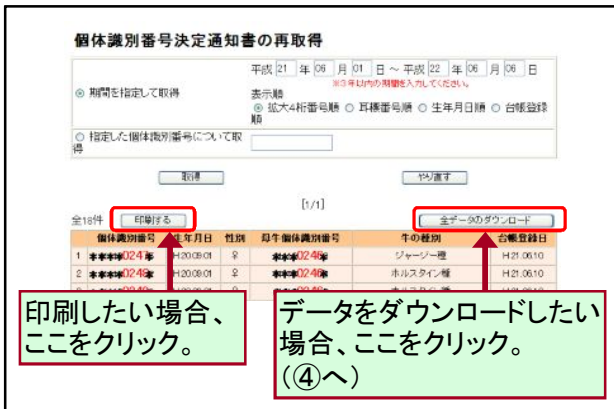 個体識別番号決定通知書の再取得
平成 21 年 06 月 01 日 ～ 平成 22 年 06 月 06 日
※3年以内の期間を入力してください。
期間を指定して取得
表示順
拡大4桁番号順 耳標番号順 生年月日順 台帳登録順
指定した個体識別番号について取得
取得 やり直す
[1/1]
全18件 印刷する 全データのダウンロード
個体識別番号 生年月日 性別 母牛個体識別番号 牛の種別 台帳登録日
1 ****024** H20.09.01 ♀ ***0246* ジャージー種 H21.06.10
2 ****0248* H20.09.01 ♀ ***0246* ホルスタイン種 H21.06.10
印刷したい場合、
ここをクリック。
データをダウンロードしたい
場合、ここをクリック。
(④へ)